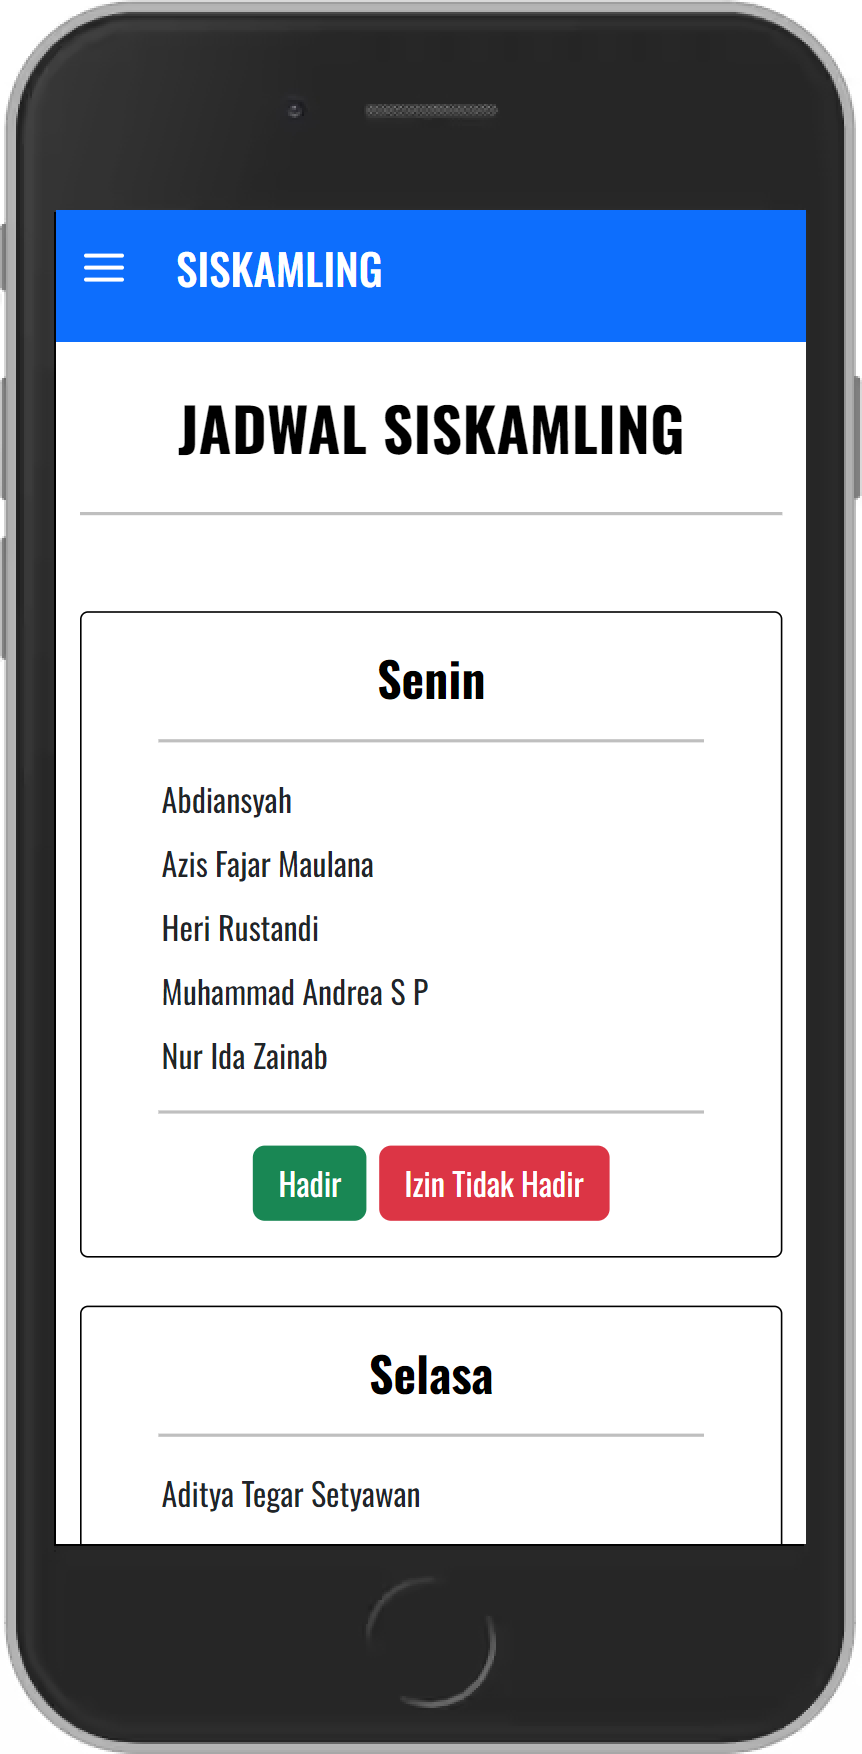 SISKAMLING
JADWAL SISKAMLING
Senin
Abdiansyah
Azis Fajar Maulana
Heri Rustandi
Muhammad Andrea S P
Nur Ida Zainab
Hadir Izin Tidak Hadir
Selasa
Aditya Tegar Setyawan